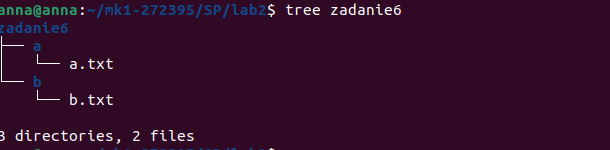 anna@anna:~/mk1-272395/SP/lab2$ tree zadanie6
zadanie6
├── a
│   └── a.txt
└── b
    └── b.txt
3 directories, 2 files